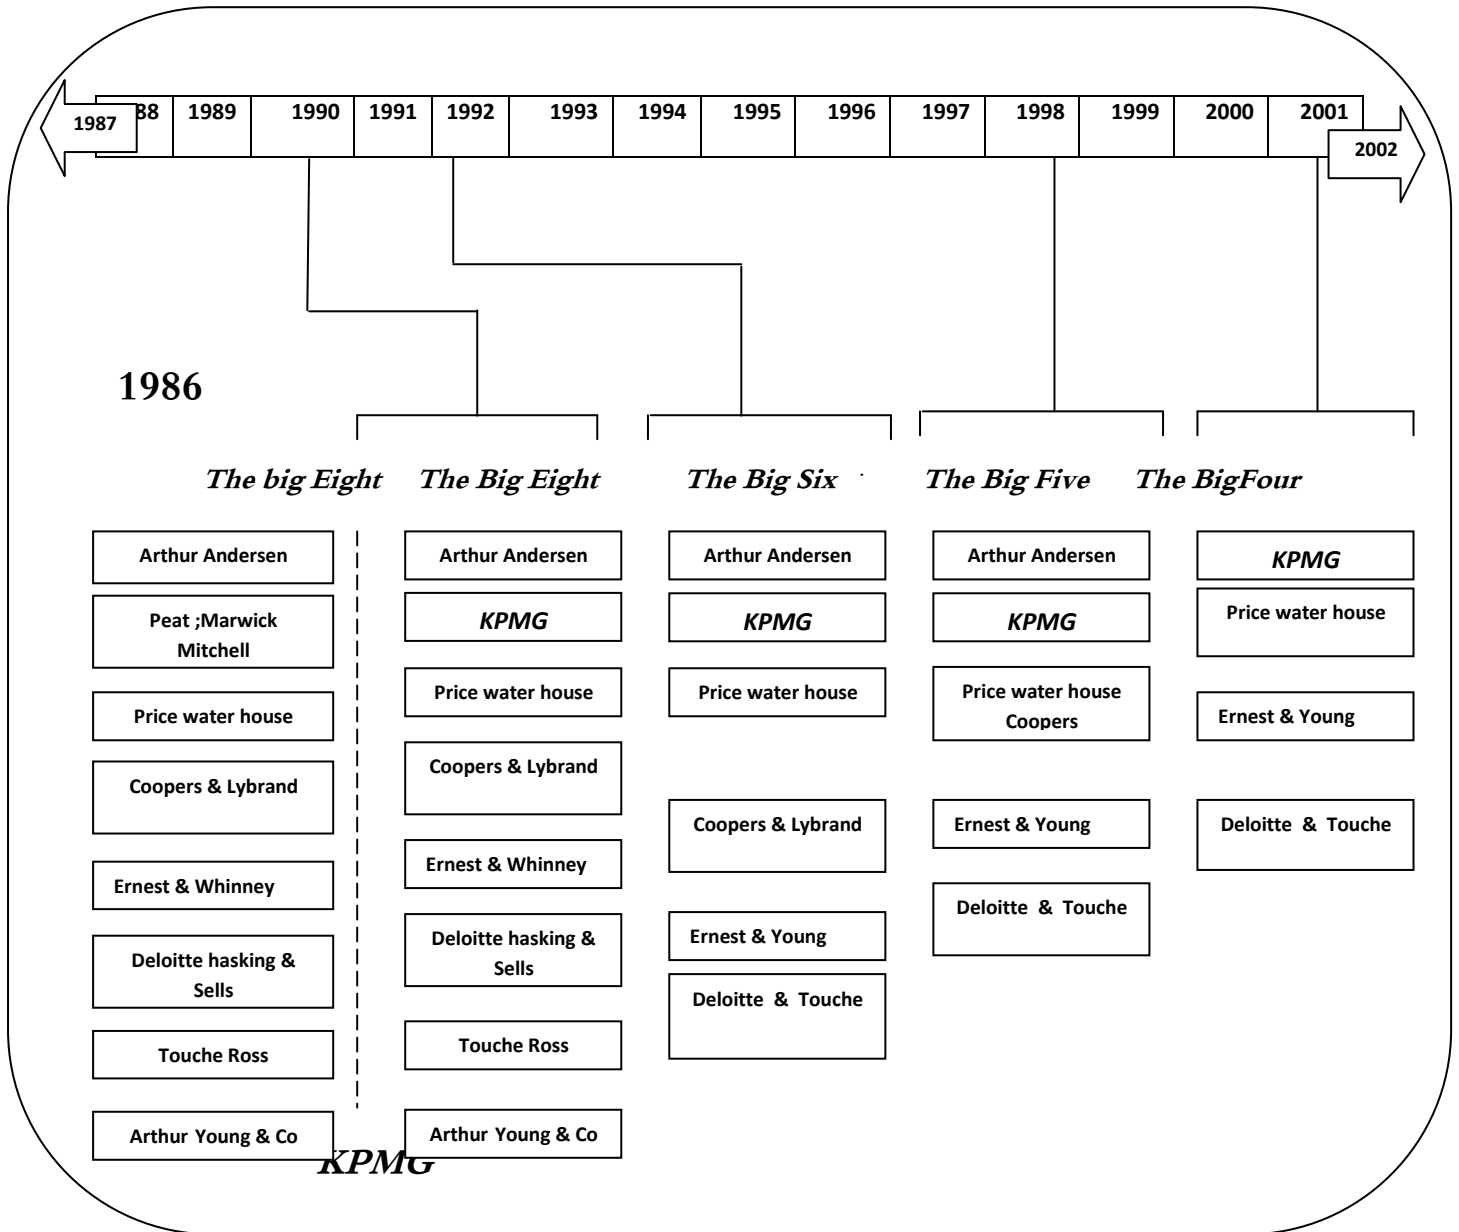 1987
88
1989
1990
1991
1992
1993
1994
1995
1996
1997
1998
1999
2000
2001
2002
1986
The big Eight
The Big Eight
The Big Six
The Big Five
The BigFour
Arthur Andersen
Peat ;Marwick
Mitchell
Price water house
Coopers & Lybrand
Ernest & Whinney
Deloitte hasking &
Sells
Touche Ross
Arthur Young & Co
KPMG
Arthur Andersen
KPMG
Price water house
Coopers & Lybrand
Ernest & Whinney
Deloitte hasking &
Sells
Touche Ross
Arthur Young & Co
Arthur Andersen
KPMG
Price water house
Coopers & Lybrand
Ernest & Young
Deloitte & Touche
Arthur Andersen
KPMG
Price water house
Coopers
Ernest & Young
Deloitte & Touche
KPMG
Price water house
Ernest & Young
Deloitte & Touche